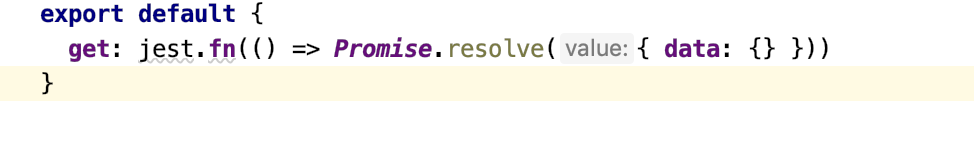 export default {
  get: jest.fn(() => Promise.resolve( value: { data: {} }))
}